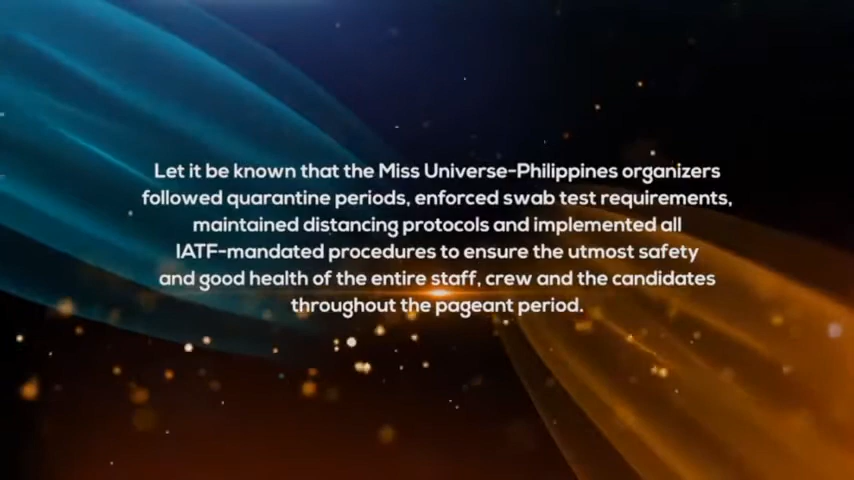 Let it be known that the Miss Universe-Philippines organizers
followed quarantine periods, enforced swab test requirements,
maintained distancing protocols and implemented all
IATF-mandated procedures to ensure the utmost safety
and good health of the entire staff, crew and the candidates
throughout the pageant period.